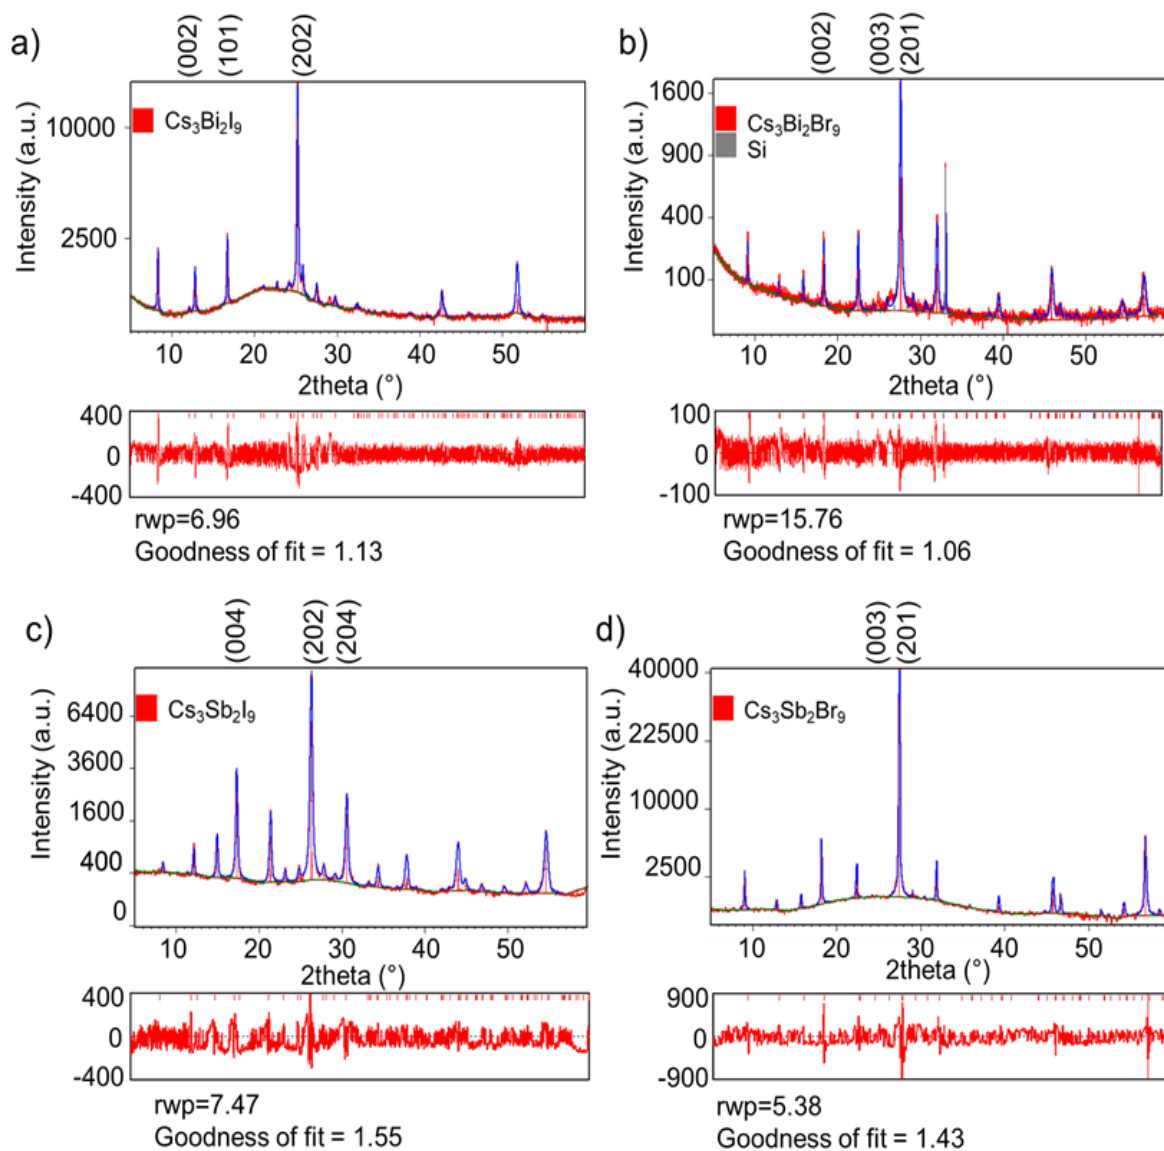 a)
(002)
(101)
(202)
Cs₃Bi₂I₉
Intensity (a.u.)
10000
2500
10 20 30 40 50
2theta (°)
400
0
-400
rwp=6.96
Goodness of fit = 1.13
b)
(002)
(003)
(201)
Cs₃Bi₂Br₉
Si
Intensity (a.u.)
1600
900
400
100
10 20 30 40 50
2theta (°)
100
0
-100
rwp=15.76
Goodness of fit = 1.06
c)
(004)
(202)
(204)
Cs₃Sb₂I₉
Intensity (a.u.)
6400
3600
1600
400
0
10 20 30 40 50
2theta (°)
400
0
-400
rwp=7.47
Goodness of fit = 1.55
d)
(003)
(201)
Cs₃Sb₂Br₉
Intensity (a.u.)
40000
22500
10000
2500
10 20 30 40 50
2theta (°)
900
0
-900
rwp=5.38
Goodness of fit = 1.43